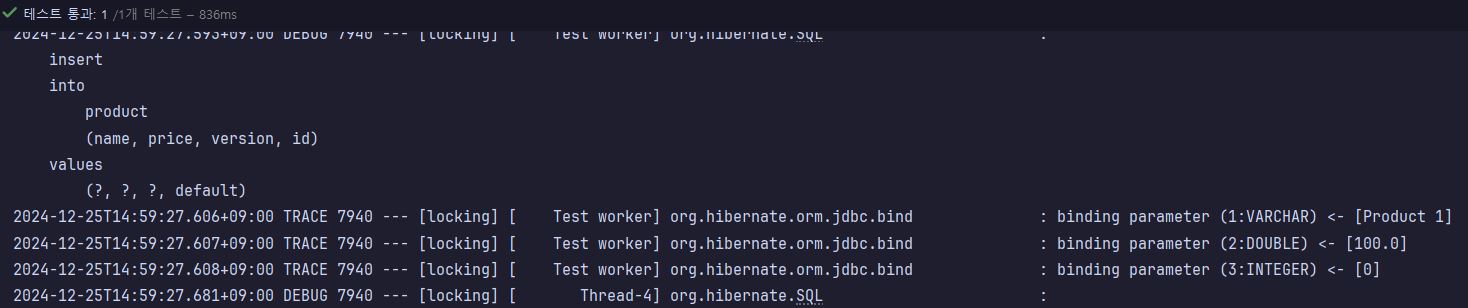 테스트 통과: 1 /1개 테스트 – 836ms
2024-12-25T14:59:27.593+09:00 DEBUG 7940 --- [locking] [    Test worker] org.hibernate.SQL                        :
    insert
    into
        product
        (name, price, version, id)
    values
        (?, ?, ?, default)
2024-12-25T14:59:27.606+09:00 TRACE 7940 --- [locking] [    Test worker] org.hibernate.orm.jdbc.bind              : binding parameter (1:VARCHAR) <- [Product 1]
2024-12-25T14:59:27.607+09:00 TRACE 7940 --- [locking] [    Test worker] org.hibernate.orm.jdbc.bind              : binding parameter (2:DOUBLE) <- [100.0]
2024-12-25T14:59:27.608+09:00 TRACE 7940 --- [locking] [    Test worker] org.hibernate.orm.jdbc.bind              : binding parameter (3:INTEGER) <- [0]
2024-12-25T14:59:27.681+09:00 DEBUG 7940 --- [locking] [       Thread-4] org.hibernate.SQL                        :